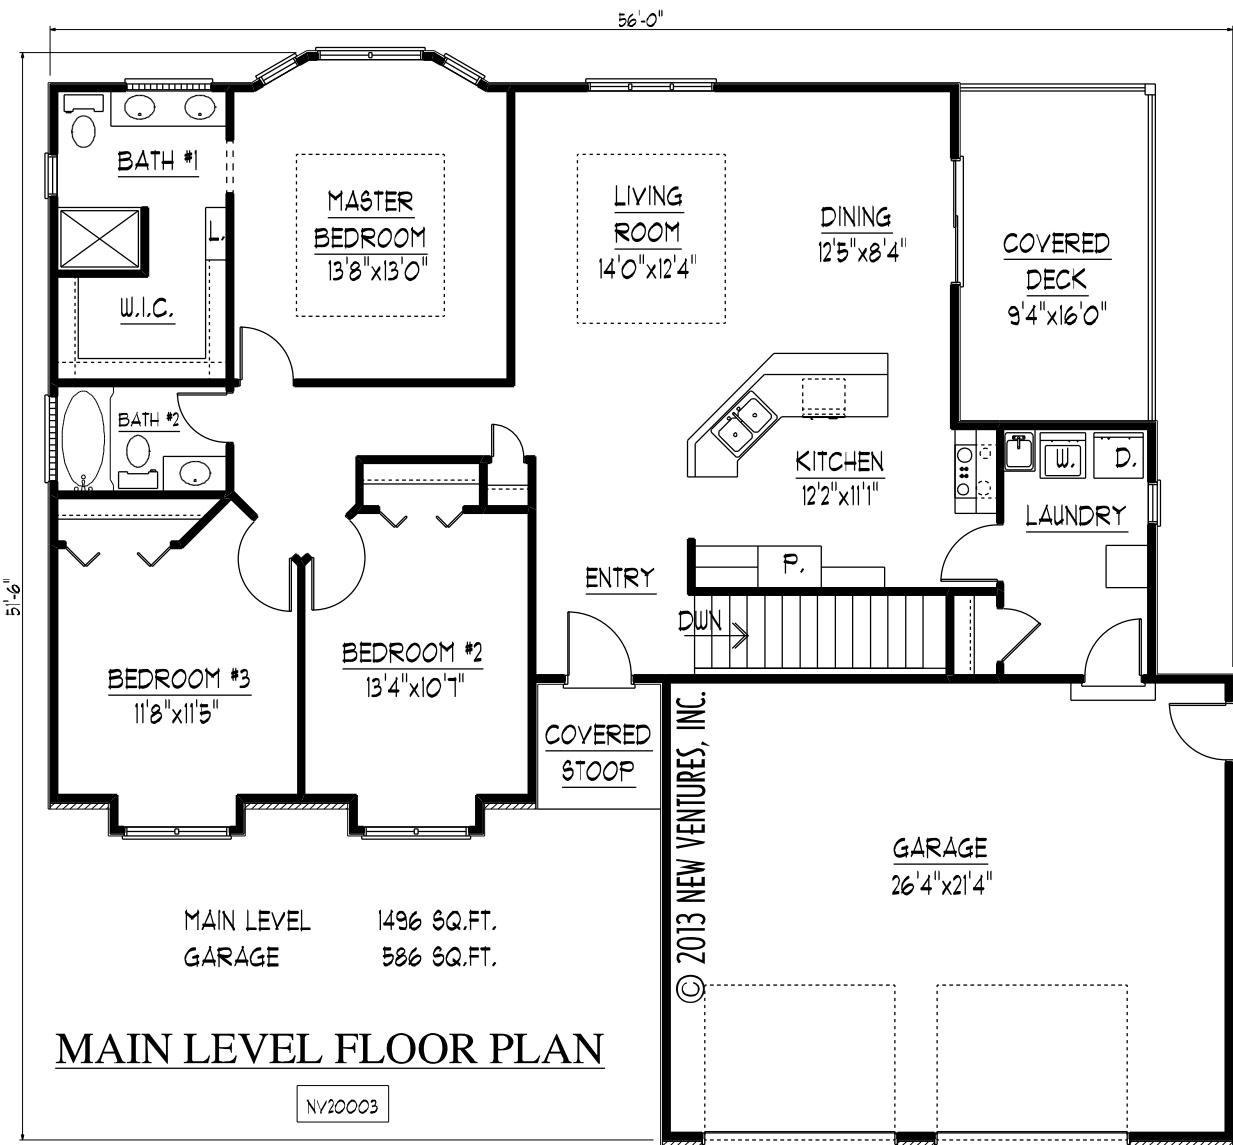 56'-0"
BATH #1
MASTER
BEDROOM
13'8"x13'0"
LIVING
ROOM
14'0"x12'4"
DINING
12'5"x8'4"
COVERED
DECK
9'4"x16'0"
L.
W.I.C.
BATH #2
KITCHEN
12'2"x11'1"
W.
D.
LAUNDRY
P.
ENTRY
DWN
51'-6"
BEDROOM #3
11'8"x11'5"
BEDROOM #2
13'4"x10'7"
COVERED
STOOP
© 2013 NEW VENTURES, INC.
GARAGE
26'4"x21'4"
MAIN LEVEL 1496 SQ.FT.
GARAGE 586 SQ.FT.
MAIN LEVEL FLOOR PLAN
NV20003